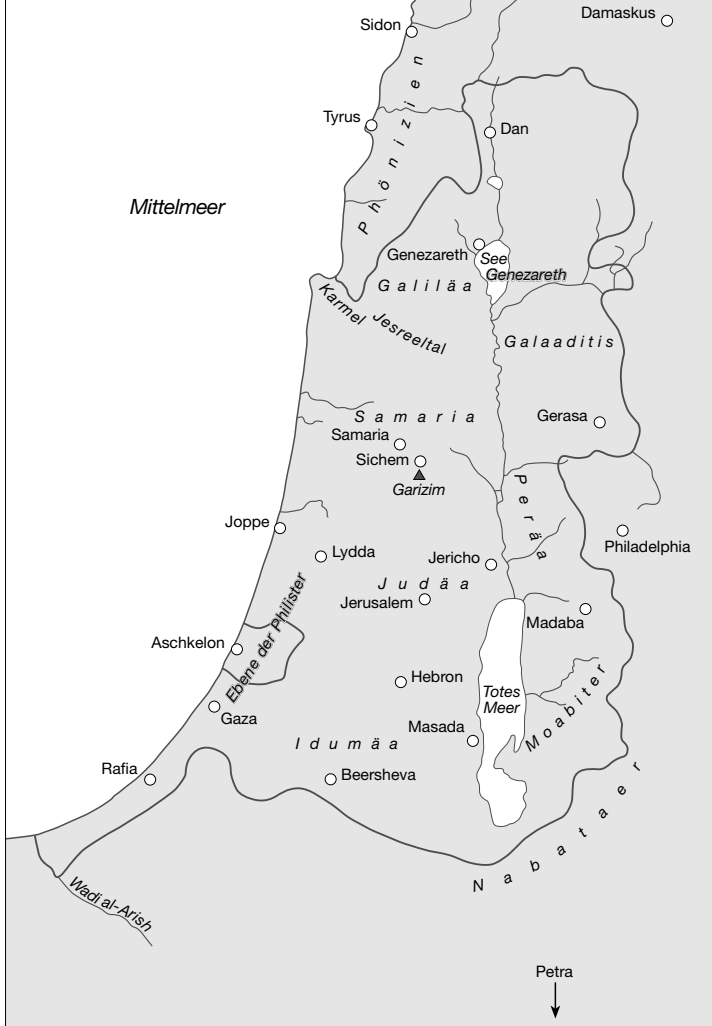 Damaskus
Sidon
Phönizien
Tyrus
Dan
Mittelmeer
Genezareth
See
Genezareth
Galiläa
Karmel
Jesreeltal
Galaaditis
Samaria
Gerasa
Samaria
Sichem
Garizim
Peräa
Joppe
Philadelphia
Lydda
Jericho
Judäa
Jerusalem
Madaba
Ebene der Philister
Aschkelon
Hebron
Totes
Meer
Moabiter
Gaza
Masada
Idumäa
Rafia
Beersheva
Nabataer
Wadi al-Arish
Petra